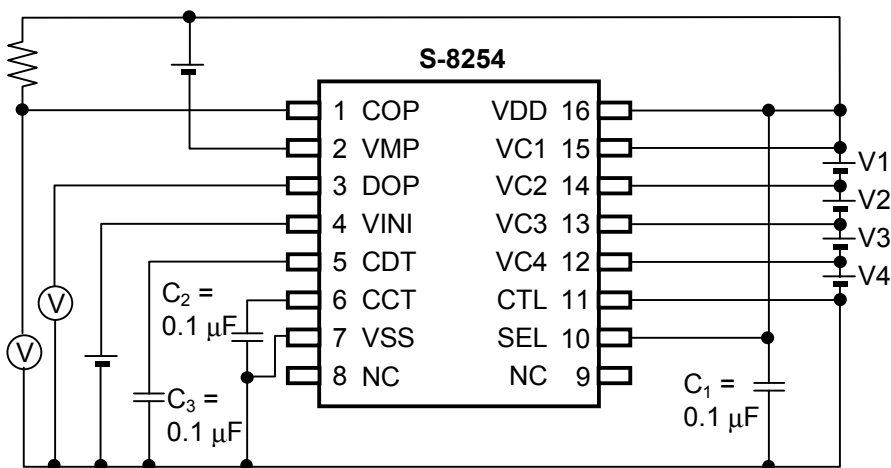 S-8254
1 COP VDD 16
2 VMP VC1 15
3 DOP VC2 14
4 VINI VC3 13
5 CDT VC4 12
6 CCT CTL 11
7 VSS SEL 10
8 NC NC 9
V1
V2
V3
V4
V
V
C₂ =
0.1 μF
C₃ =
0.1 μF
C₁ =
0.1 μF